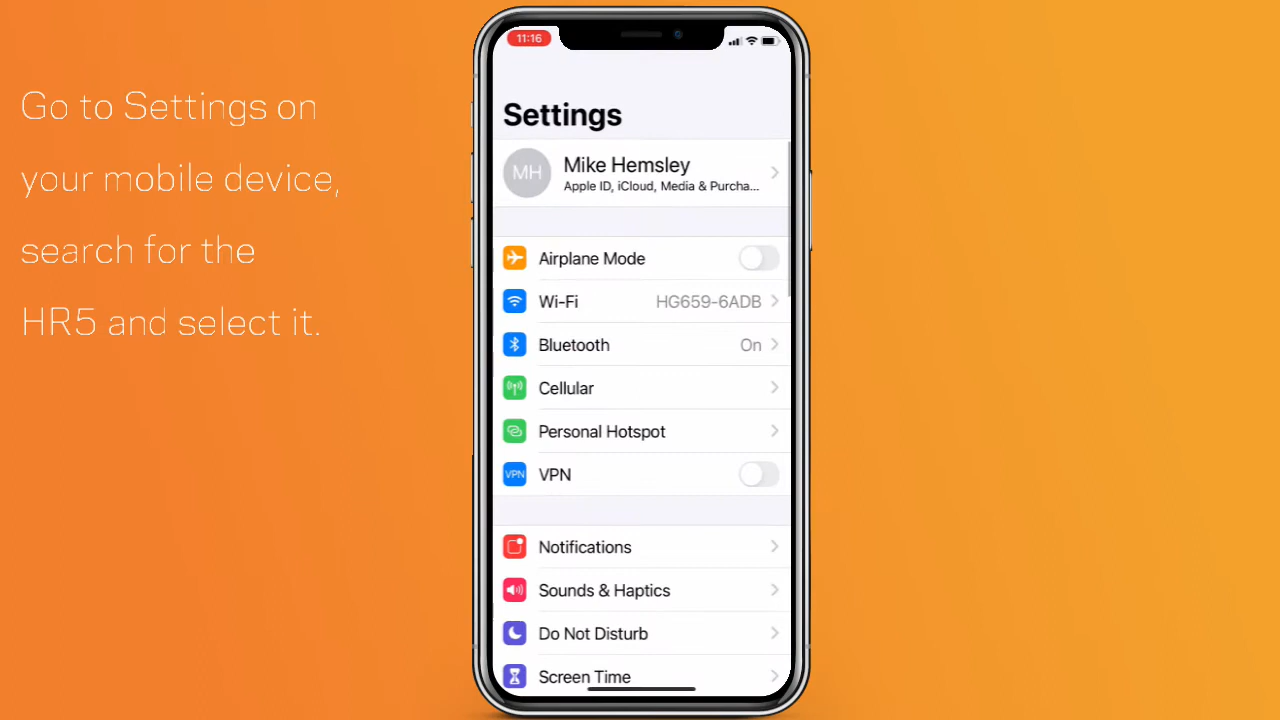 Go to Settings on
your mobile device,
search for the
HR5 and select it.
11:16
Settings
MH
Mike Hemsley
Apple ID, iCloud, Media & Purcha...
Airplane Mode
Wi-Fi HG659-6ADB
Bluetooth On
Cellular
Personal Hotspot
VPN VPN
Notifications
Sounds & Haptics
Do Not Disturb
Screen Time